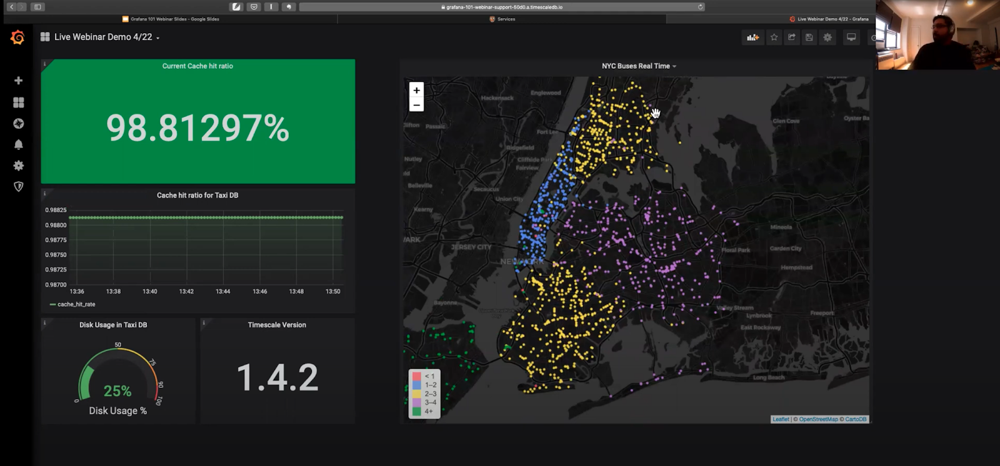 grafana-101-webinar-support-50d0.a.timescaledb.io
Grafana 101 Webinar Slides - Google Slides
Services
Live Webinar Demo 4/22 - Grafana
Live Webinar Demo 4/22
Current Cache hit ratio
98.81297%
Cache hit ratio for Taxi DB
0.98825
0.98800
0.98775
0.98750
0.98725
0.98700
13:36 13:38 13:40 13:42 13:44 13:46 13:48 13:50
cache_hit_rate
Disk Usage in Taxi DB
0 50 75 90 100
25%
Disk Usage %
Timescale Version
1.4.2
NYC Buses Real Time
+
−
Englewood
Hackensack
Glen Cove
Oyster Ba
lifton
Passaic
Fort Lee
Ridgefield
Nutley
Cliffside Park
Fairview
Belleville
Secaucus
Union City
Kearny
Mineola
ARK
JERSEY CITY
Floral Park
Garden City
NEW YORK
Hempstead
Bayonne
Valley Stream
Lynbrook
Freeport
East Rockaway
Long Beach
< 1
1–2
2–3
3–4
4+
Leaflet | © OpenStreetMap © CartoDB